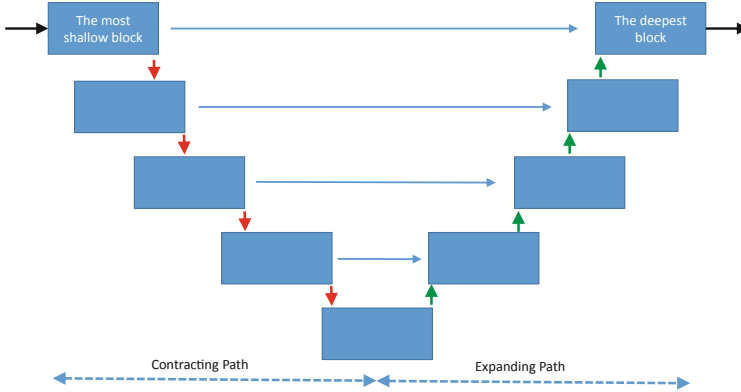 The most
shallow block
The deepest
block
Contracting Path
Expanding Path